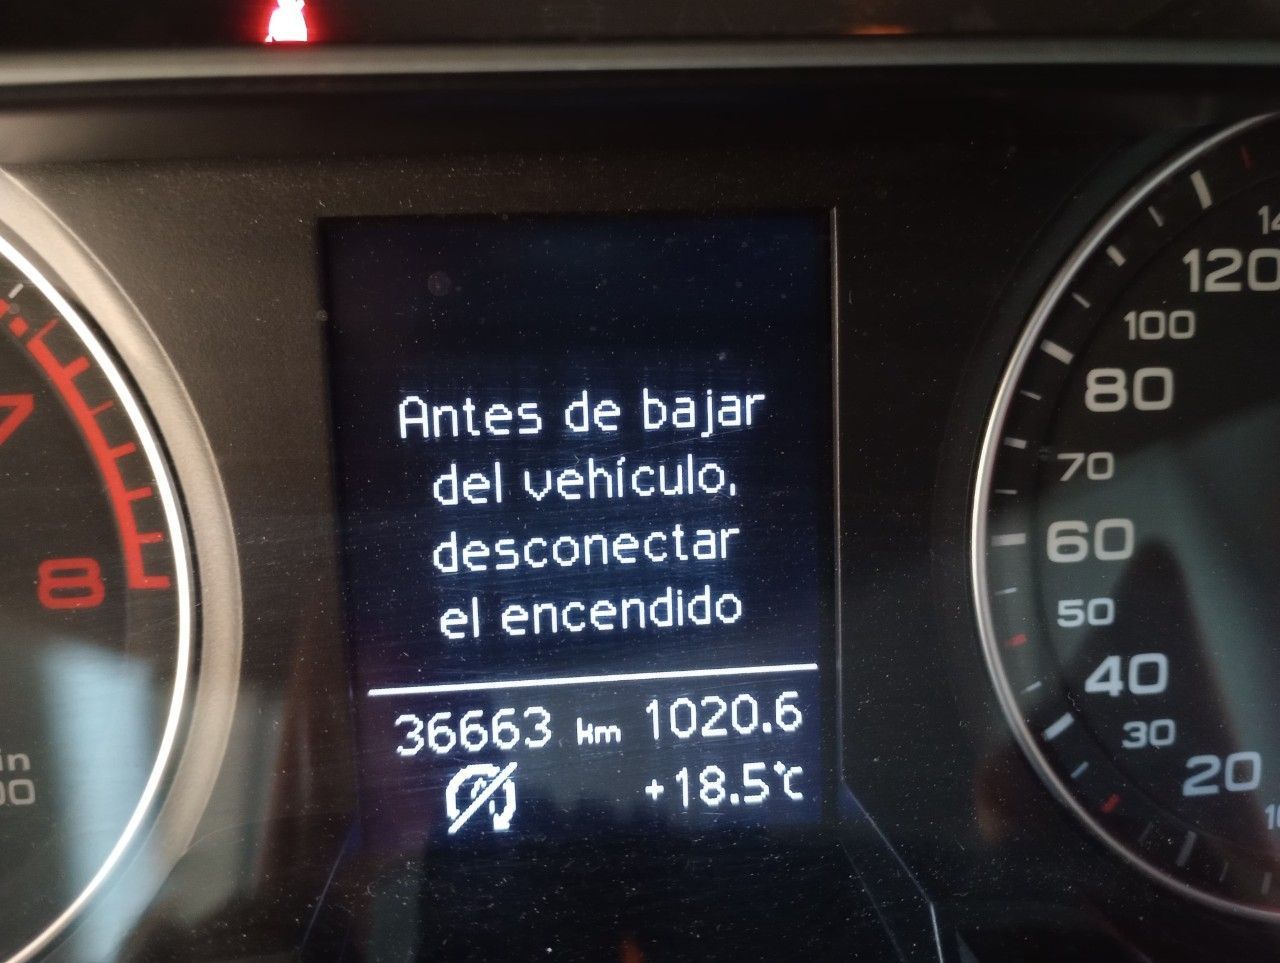 Antes de bajar
del vehículo,
desconectar
el encendido
36663 km 1020.6
+18.5°C
7
8
120
100
80
70
60
50
40
30
20